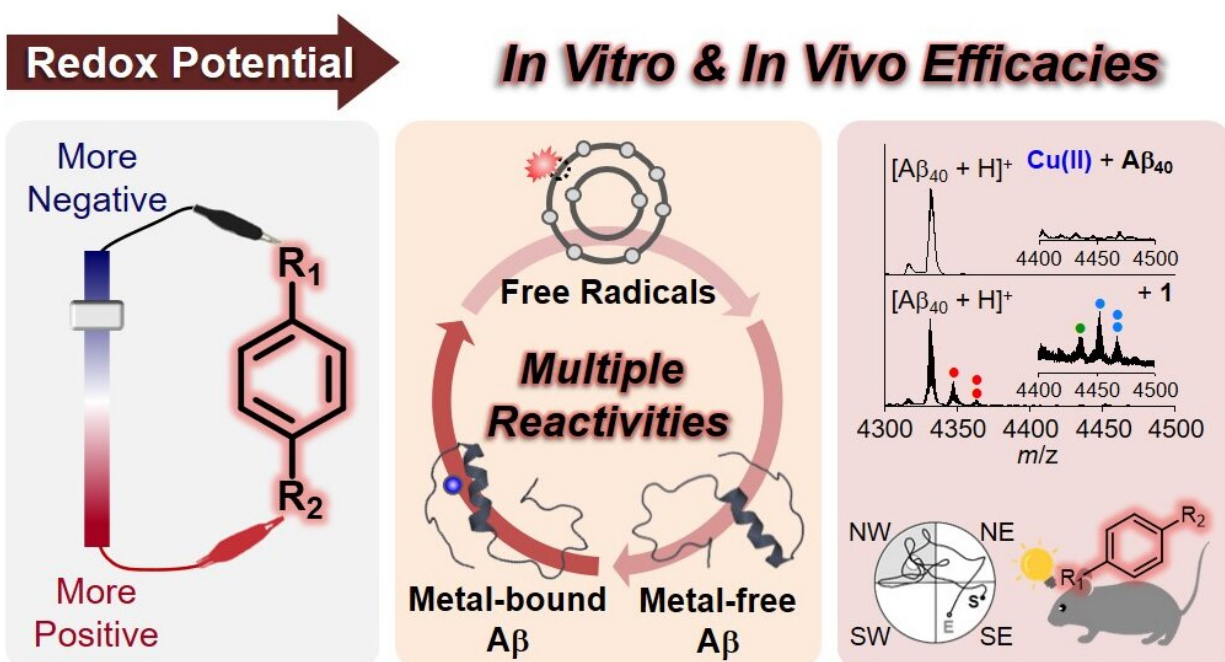 Redox Potential
In Vitro & In Vivo Efficacies
More
Negative
R₁
R₂
More
Positive
Free Radicals
Multiple
Reactivities
Metal-bound
Aβ
Metal-free
Aβ
[Aβ₄₀ + H]⁺
Cu(II) + Aβ₄₀
4400 4450 4500
[Aβ₄₀ + H]⁺
+ 1
4400 4450 4500
4300 4350 4400 4450 4500
m/z
NW
NE
S
E
SW
SE
R₂
R₁